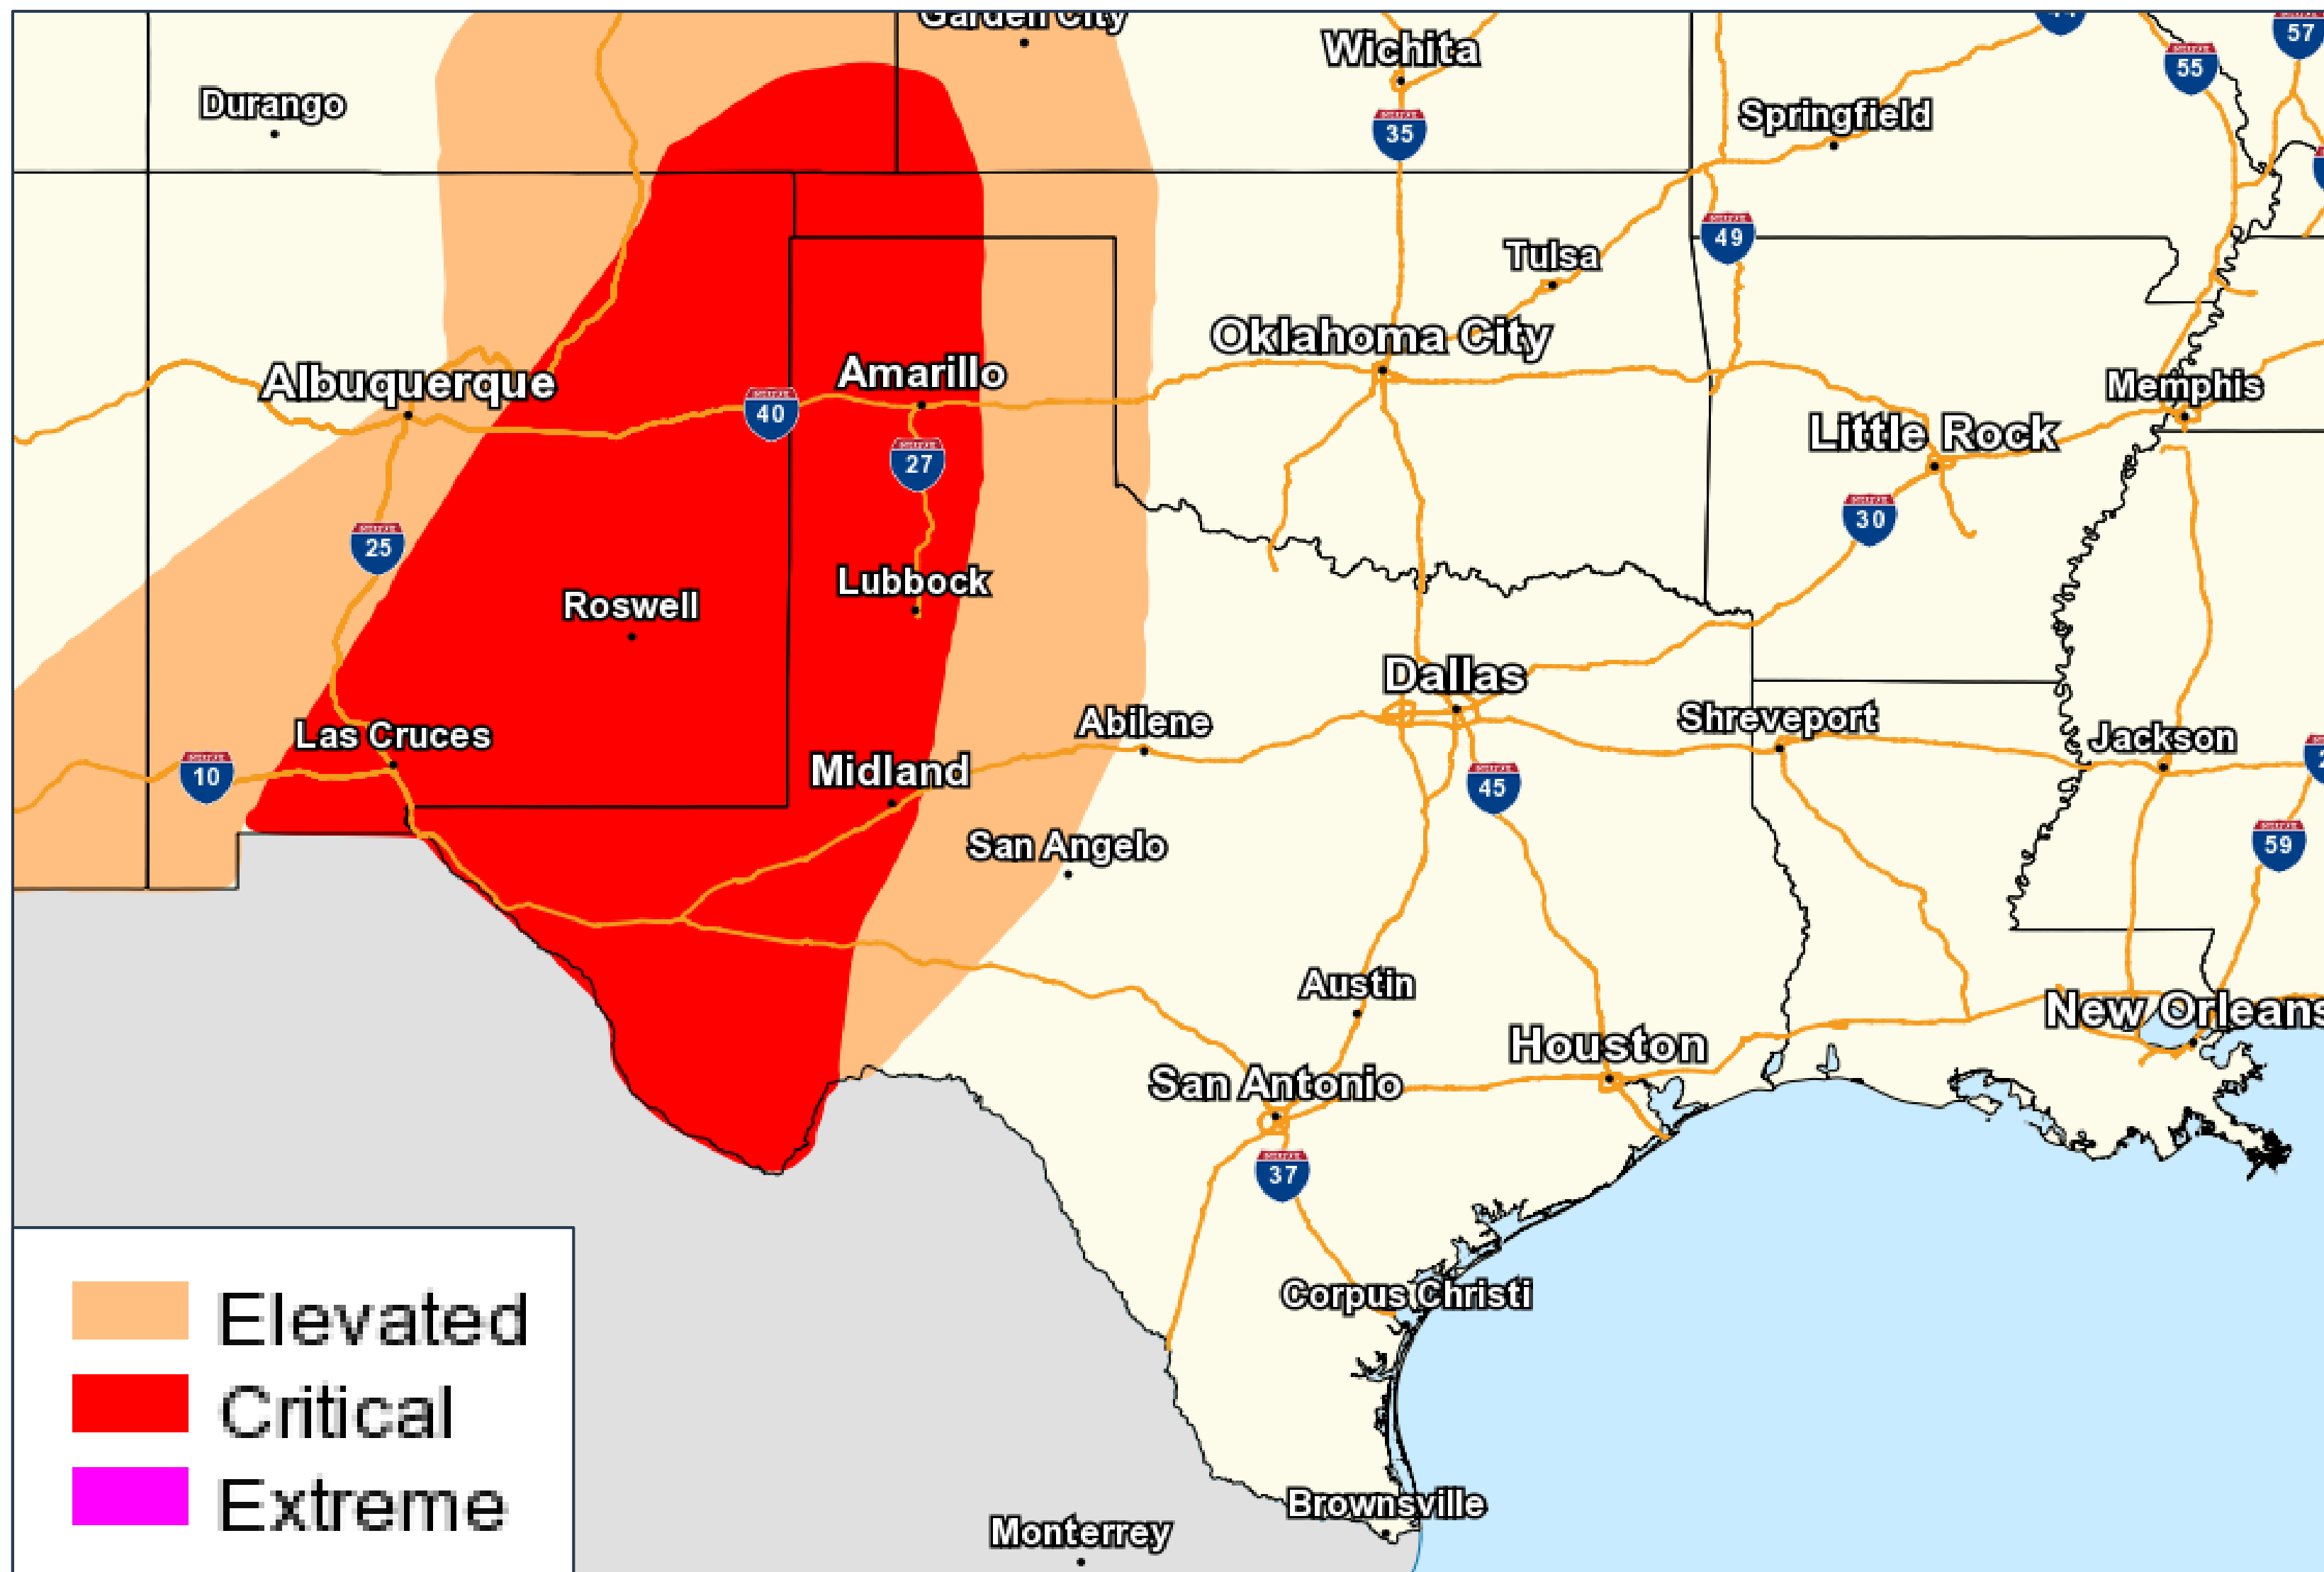 Garden City
Wichita
57
55
Durango
Springfield
35
49
Tulsa
Oklahoma City
Albuquerque
Amarillo
Memphis
40
Little Rock
27
30
25
Lubbock
Roswell
Dallas
Las Cruces
Abilene
Shreveport
Jackson
10
Midland
45
San Angelo
59
Austin
New Orleans
Houston
San Antonio
37
Corpus Christi
Elevated
Critical
Extreme
Brownsville
Monterrey